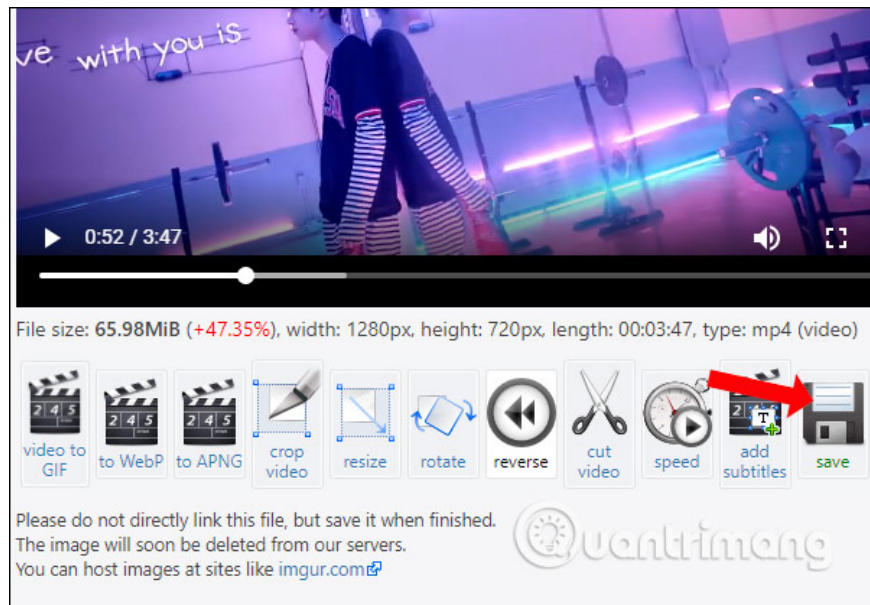 ve with you is
0:52 / 3:47
File size: 65.98MiB (+47.35%), width: 1280px, height: 720px, length: 00:03:47, type: mp4 (video)
video to GIF
to WebP
to APNG
crop video
resize
rotate
reverse
cut video
speed
add subtitles
save
Please do not directly link this file, but save it when finished.
The image will soon be deleted from our servers.
You can host images at sites like imgur.com
Quantrimang